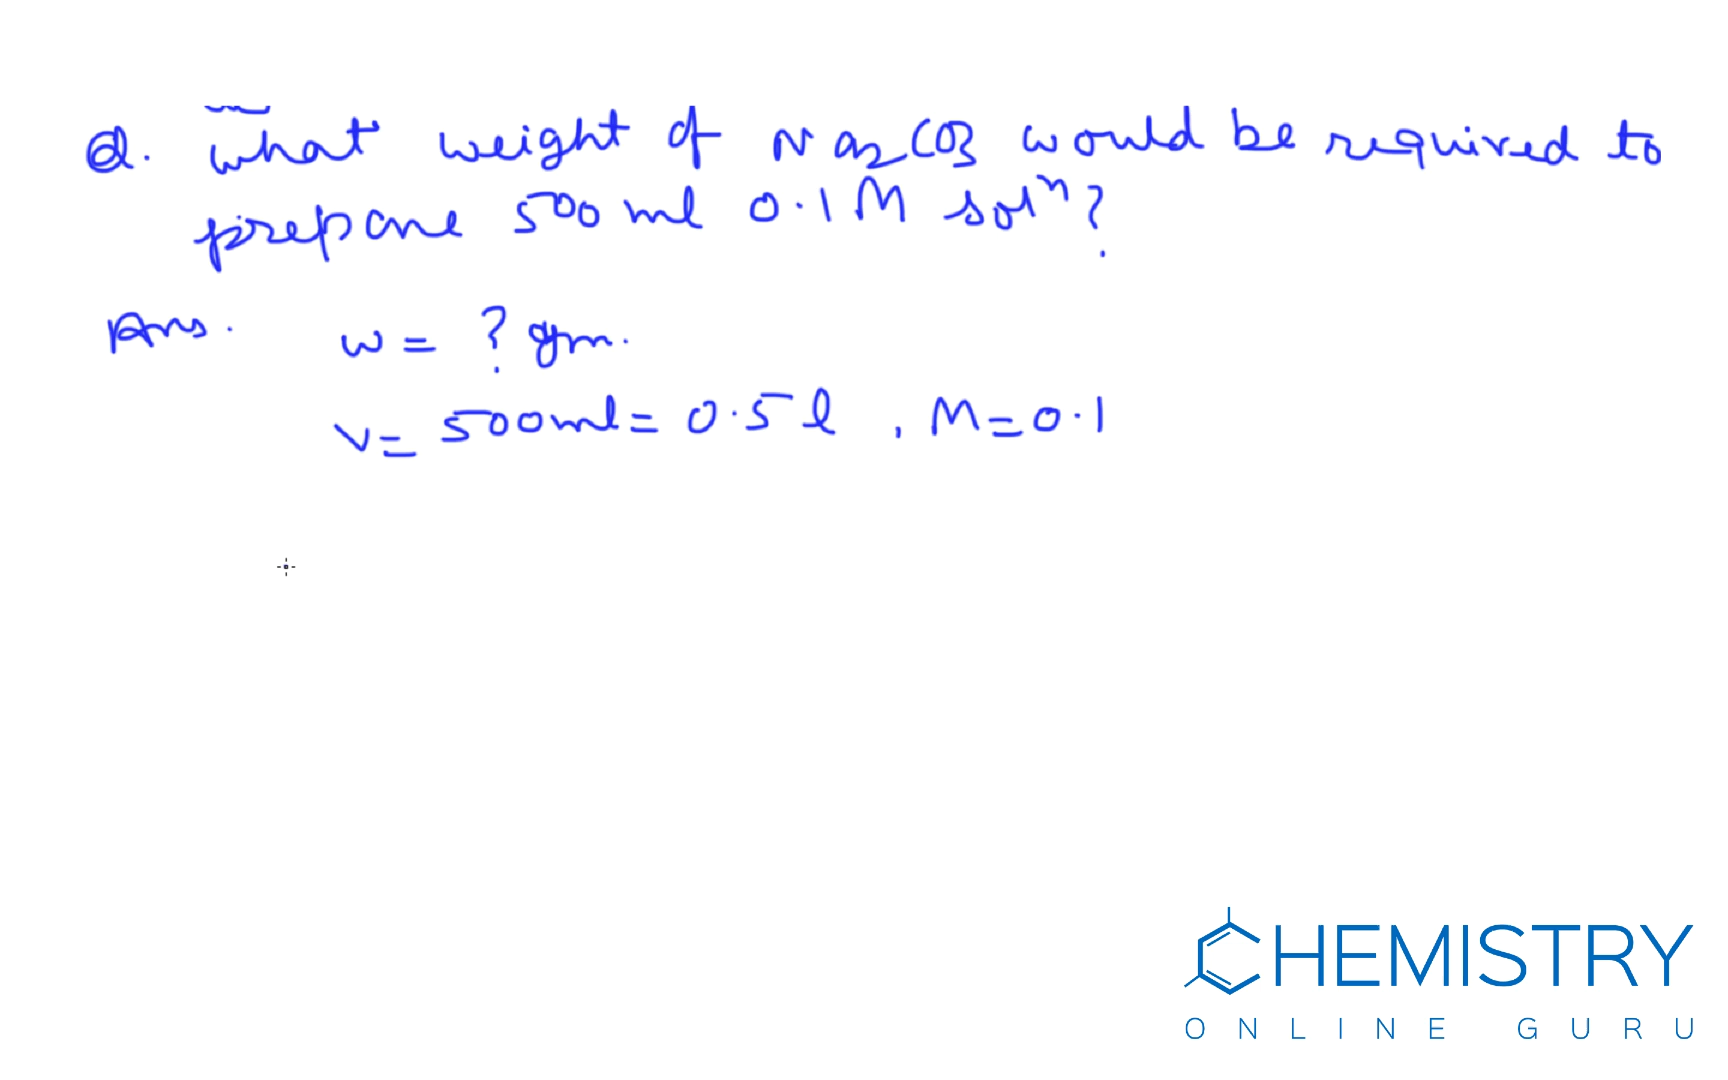 Q. what weight of Na2CO3 would be required to
prepare 500 ml 0.1 M solⁿ?
Ans. w = ? gm.
v = 500ml = 0.5 l , M = 0.1
CHEMISTRY
ONLINE GURU